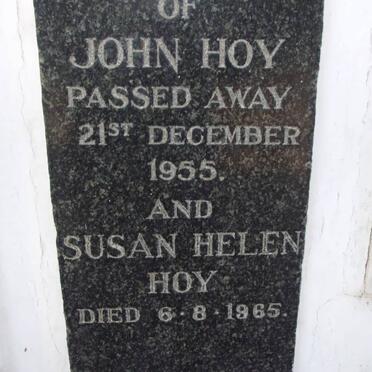 OF
JOHN HOY
PASSED AWAY
21ST DECEMBER
1955.
AND
SUSAN HELEN
HOY
DIED 6·8·1965.